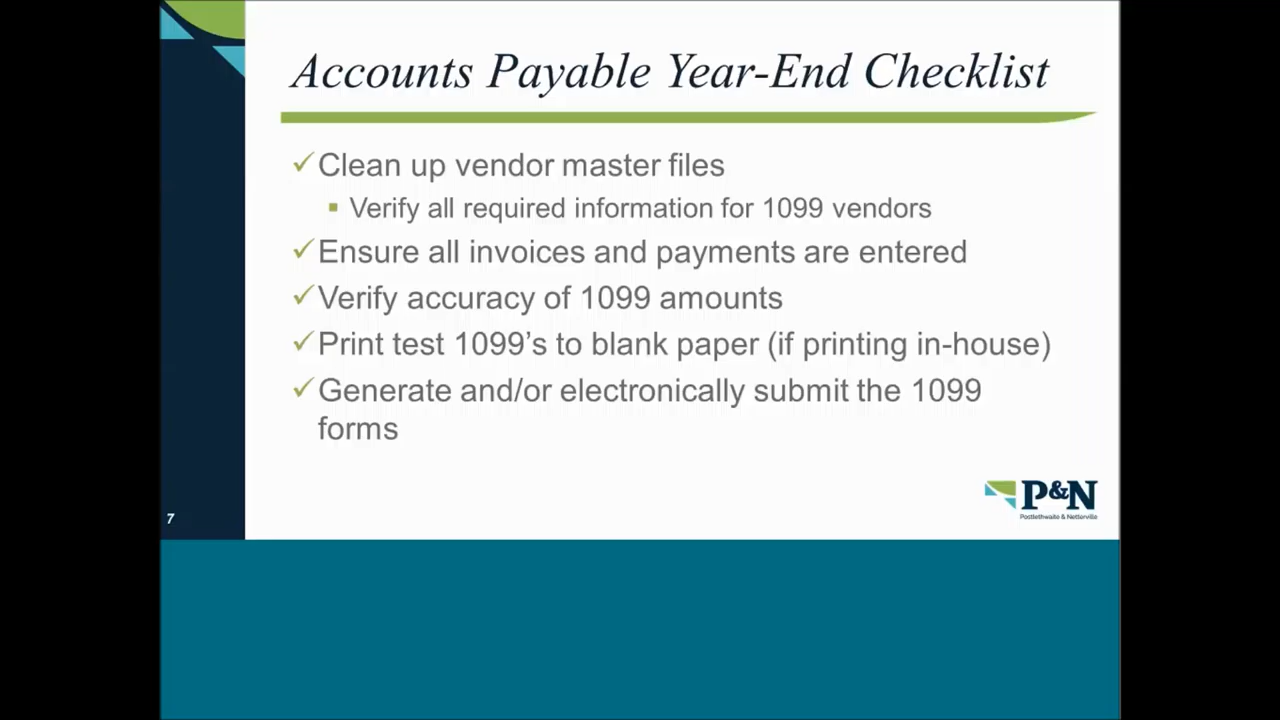 Accounts Payable Year-End Checklist
Clean up vendor master files
Verify all required information for 1099 vendors
Ensure all invoices and payments are entered
Verify accuracy of 1099 amounts
Print test 1099’s to blank paper (if printing in-house)
Generate and/or electronically submit the 1099
forms
P&N
Postlethwaite & Netterville
7